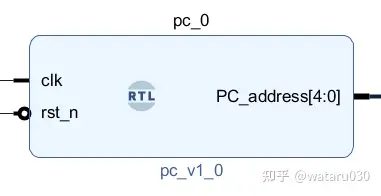 pc_0
clk
RTL
PC_address[4:0]
rst_n
pc_v1_0
知乎 @wataru030